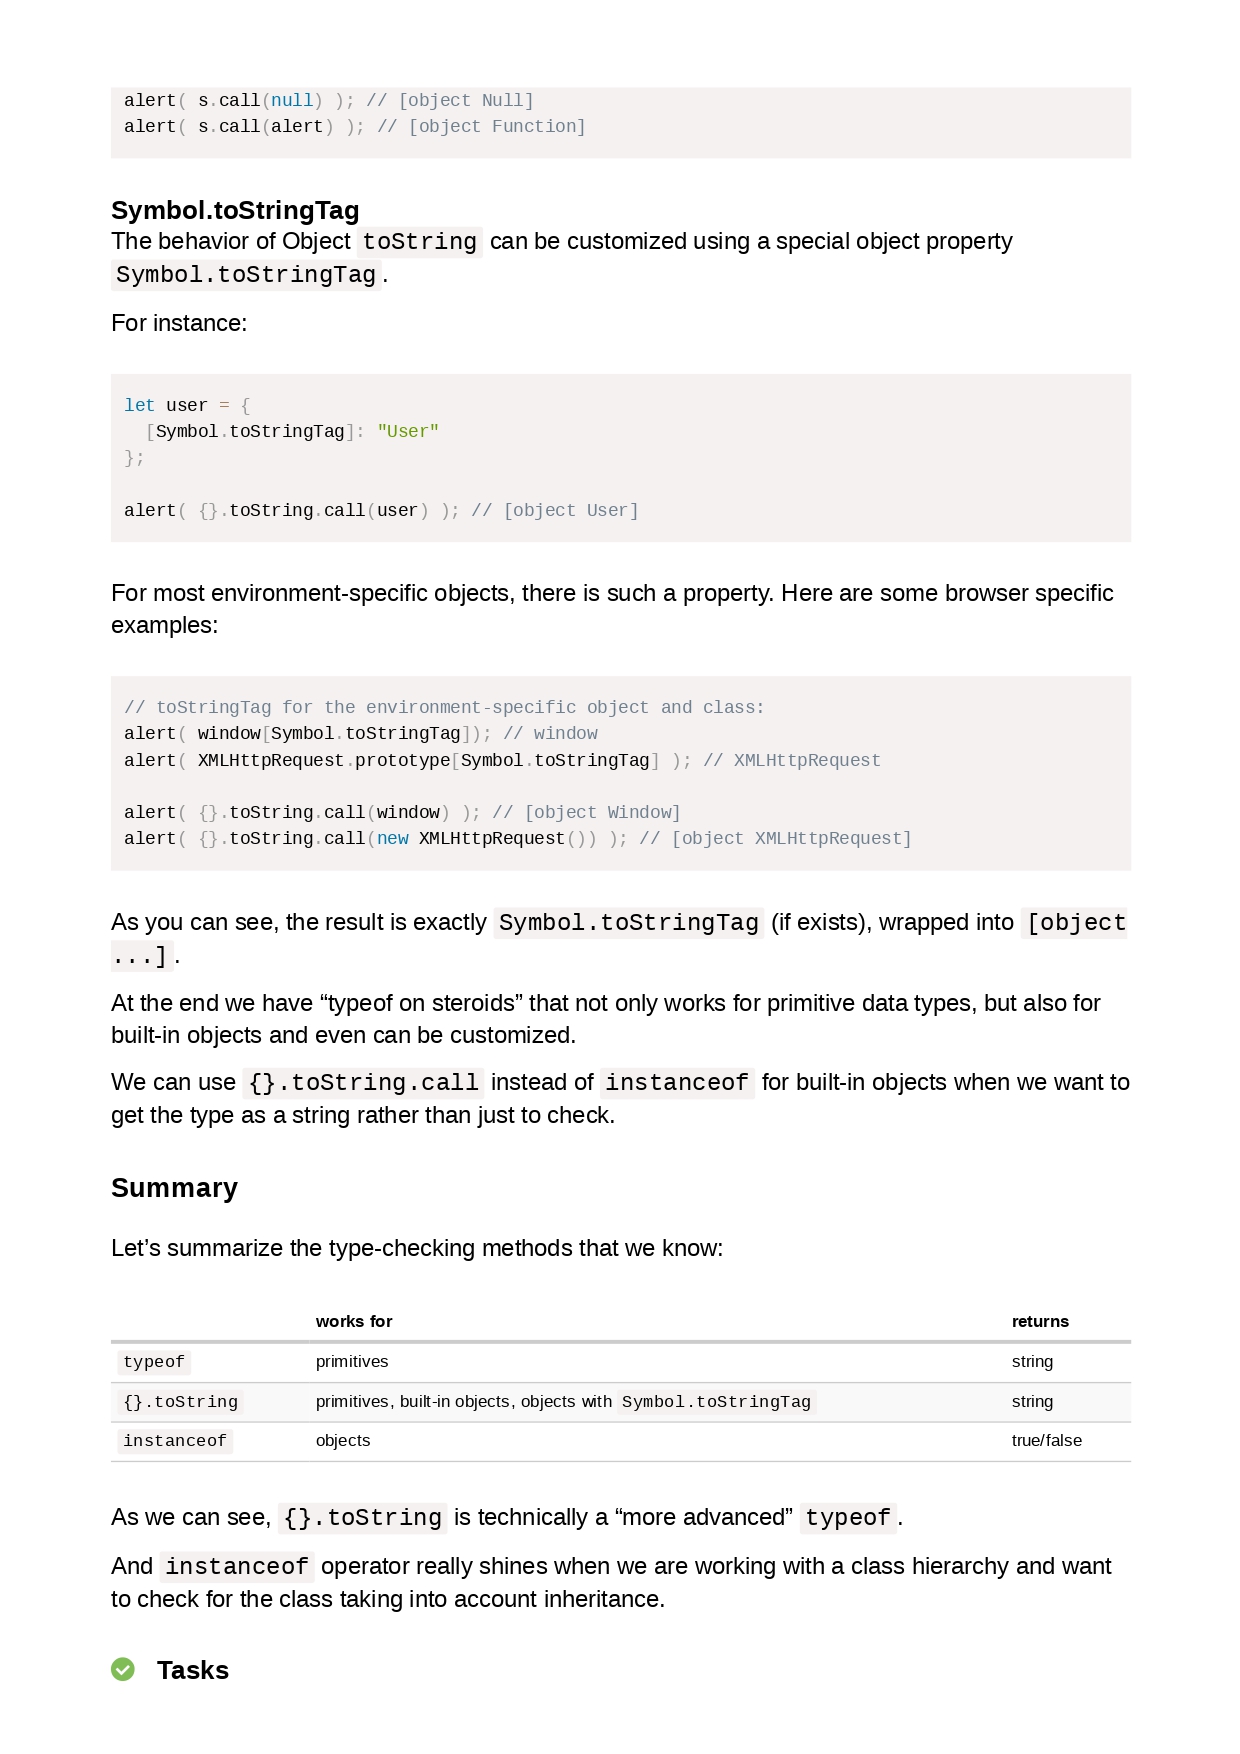 alert( s.call(null) ); // [object Null]
alert( s.call(alert) ); // [object Function]
Symbol.toStringTag
The behavior of Object toString can be customized using a special object property
Symbol.toStringTag.
For instance:
let user = {
  [Symbol.toStringTag]: "User"
};
alert( {}.toString.call(user) ); // [object User]
For most environment-specific objects, there is such a property. Here are some browser specific
examples:
// toStringTag for the environment-specific object and class:
alert( window[Symbol.toStringTag]); // window
alert( XMLHttpRequest.prototype[Symbol.toStringTag] ); // XMLHttpRequest
alert( {}.toString.call(window) ); // [object Window]
alert( {}.toString.call(new XMLHttpRequest()) ); // [object XMLHttpRequest]
As you can see, the result is exactly Symbol.toStringTag (if exists), wrapped into [object
...].
At the end we have “typeof on steroids” that not only works for primitive data types, but also for
built-in objects and even can be customized.
We can use {}.toString.call instead of instanceof for built-in objects when we want to
get the type as a string rather than just to check.
Summary
Let’s summarize the type-checking methods that we know:
works for returns
typeof primitives string
{}.toString primitives, built-in objects, objects with Symbol.toStringTag string
instanceof objects true/false
As we can see, {}.toString is technically a “more advanced” typeof.
And instanceof operator really shines when we are working with a class hierarchy and want
to check for the class taking into account inheritance.
Tasks